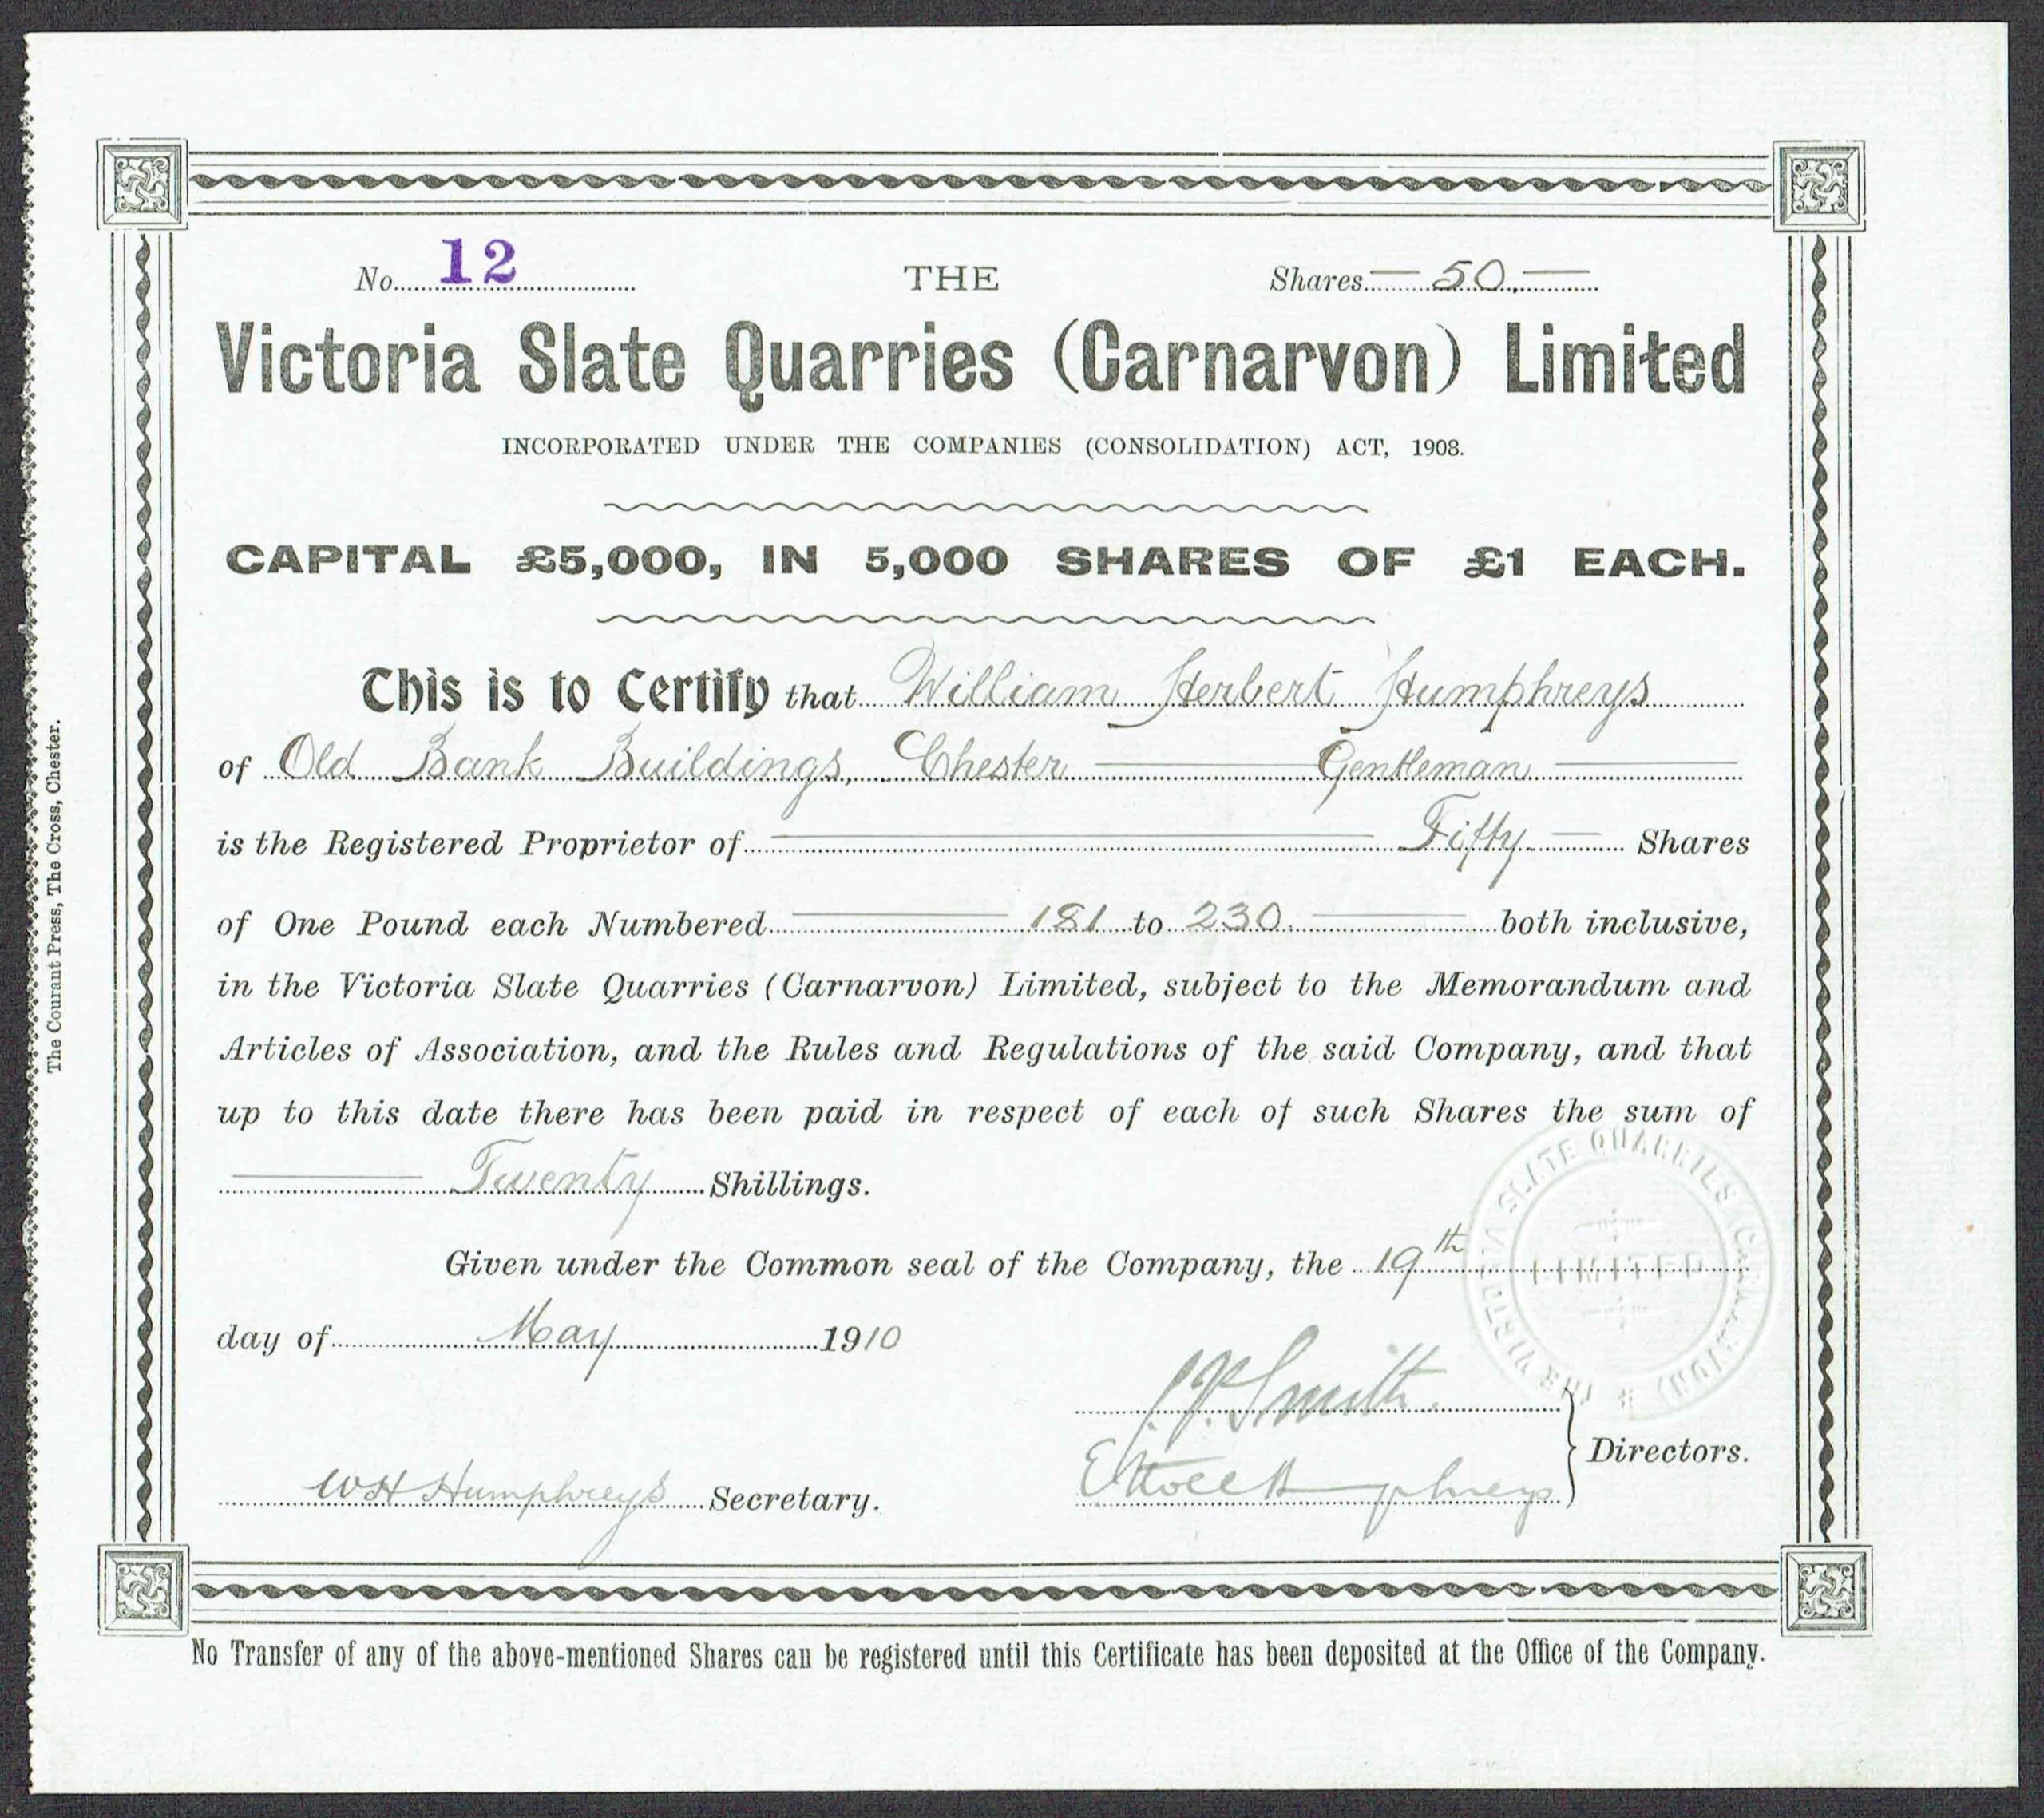 No. 12 THE Shares — 50. —
Victoria Slate Quarries (Carnarvon) Limited
INCORPORATED UNDER THE COMPANIES (CONSOLIDATION) ACT, 1908.
CAPITAL £5,000, IN 5,000 SHARES OF £1 EACH.
This is to Certify that William Herbert Humphreys
of Old Bank Buildings, Chester — Gentleman —
is the Registered Proprietor of — Fifty — Shares
of One Pound each Numbered — 181 to 230. — both inclusive,
in the Victoria Slate Quarries (Carnarvon) Limited, subject to the Memorandum and
Articles of Association, and the Rules and Regulations of the said Company, and that
up to this date there has been paid in respect of each of such Shares the sum of
— Twenty Shillings.
Given under the Common seal of the Company, the 19th
day of May 1910
J.P. Smith.
Humphreys
Directors.
WH Humphreys Secretary.
No Transfer of any of the above-mentioned Shares can be registered until this Certificate has been deposited at the Office of the Company.
The Courant Press, The Cross, Chester.
THE VICTORIA SLATE QUARRIES (CARNARVON) LIMITED